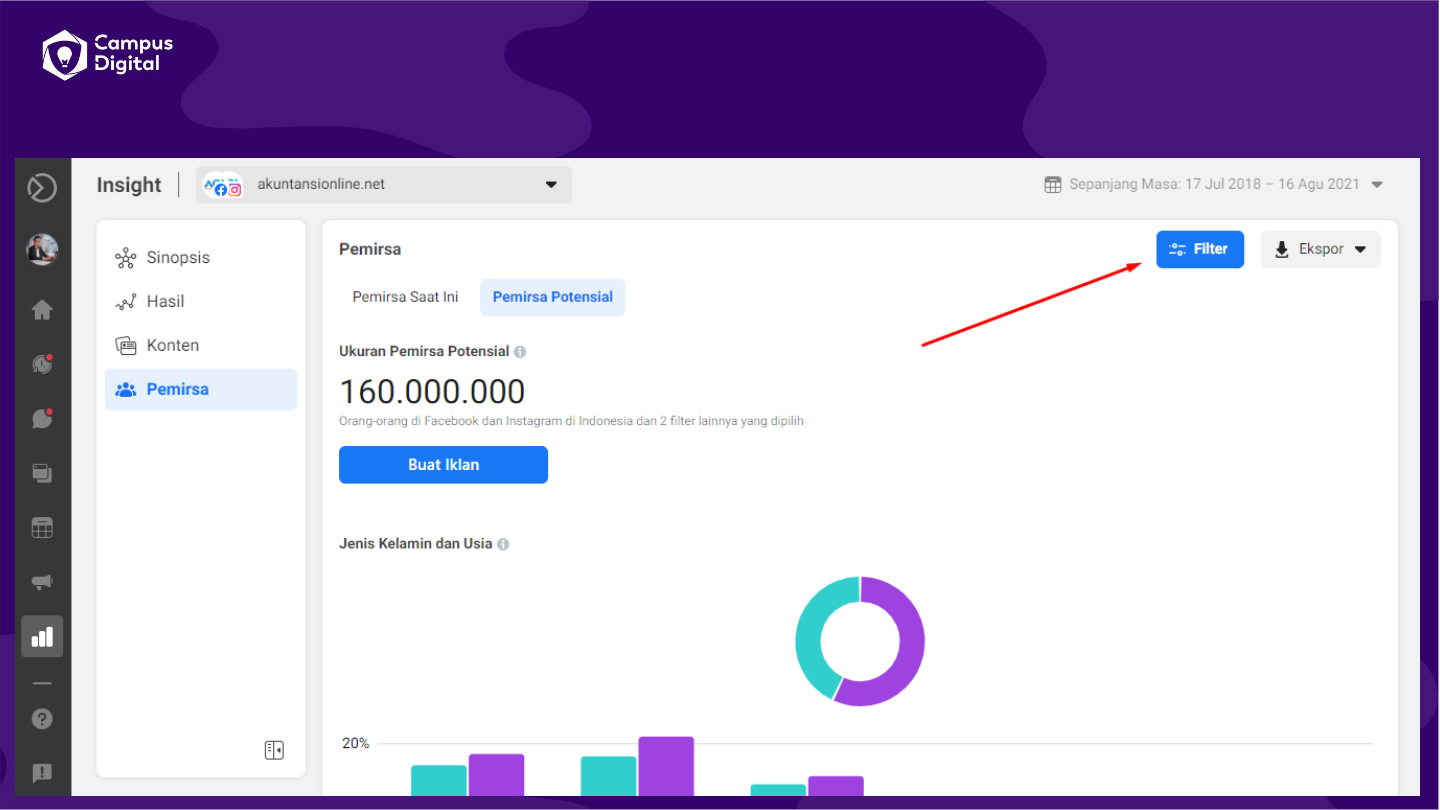 Campus
Digital
Insight
akuntansionline.net
Sepanjang Masa: 17 Jul 2018 – 16 Agu 2021
Sinopsis
Hasil
Konten
Pemirsa
Pemirsa
Filter
Ekspor
Pemirsa Saat Ini
Pemirsa Potensial
Ukuran Pemirsa Potensial
160.000.000
Orang-orang di Facebook dan Instagram di Indonesia dan 2 filter lainnya yang dipilih
Buat Iklan
Jenis Kelamin dan Usia
20%